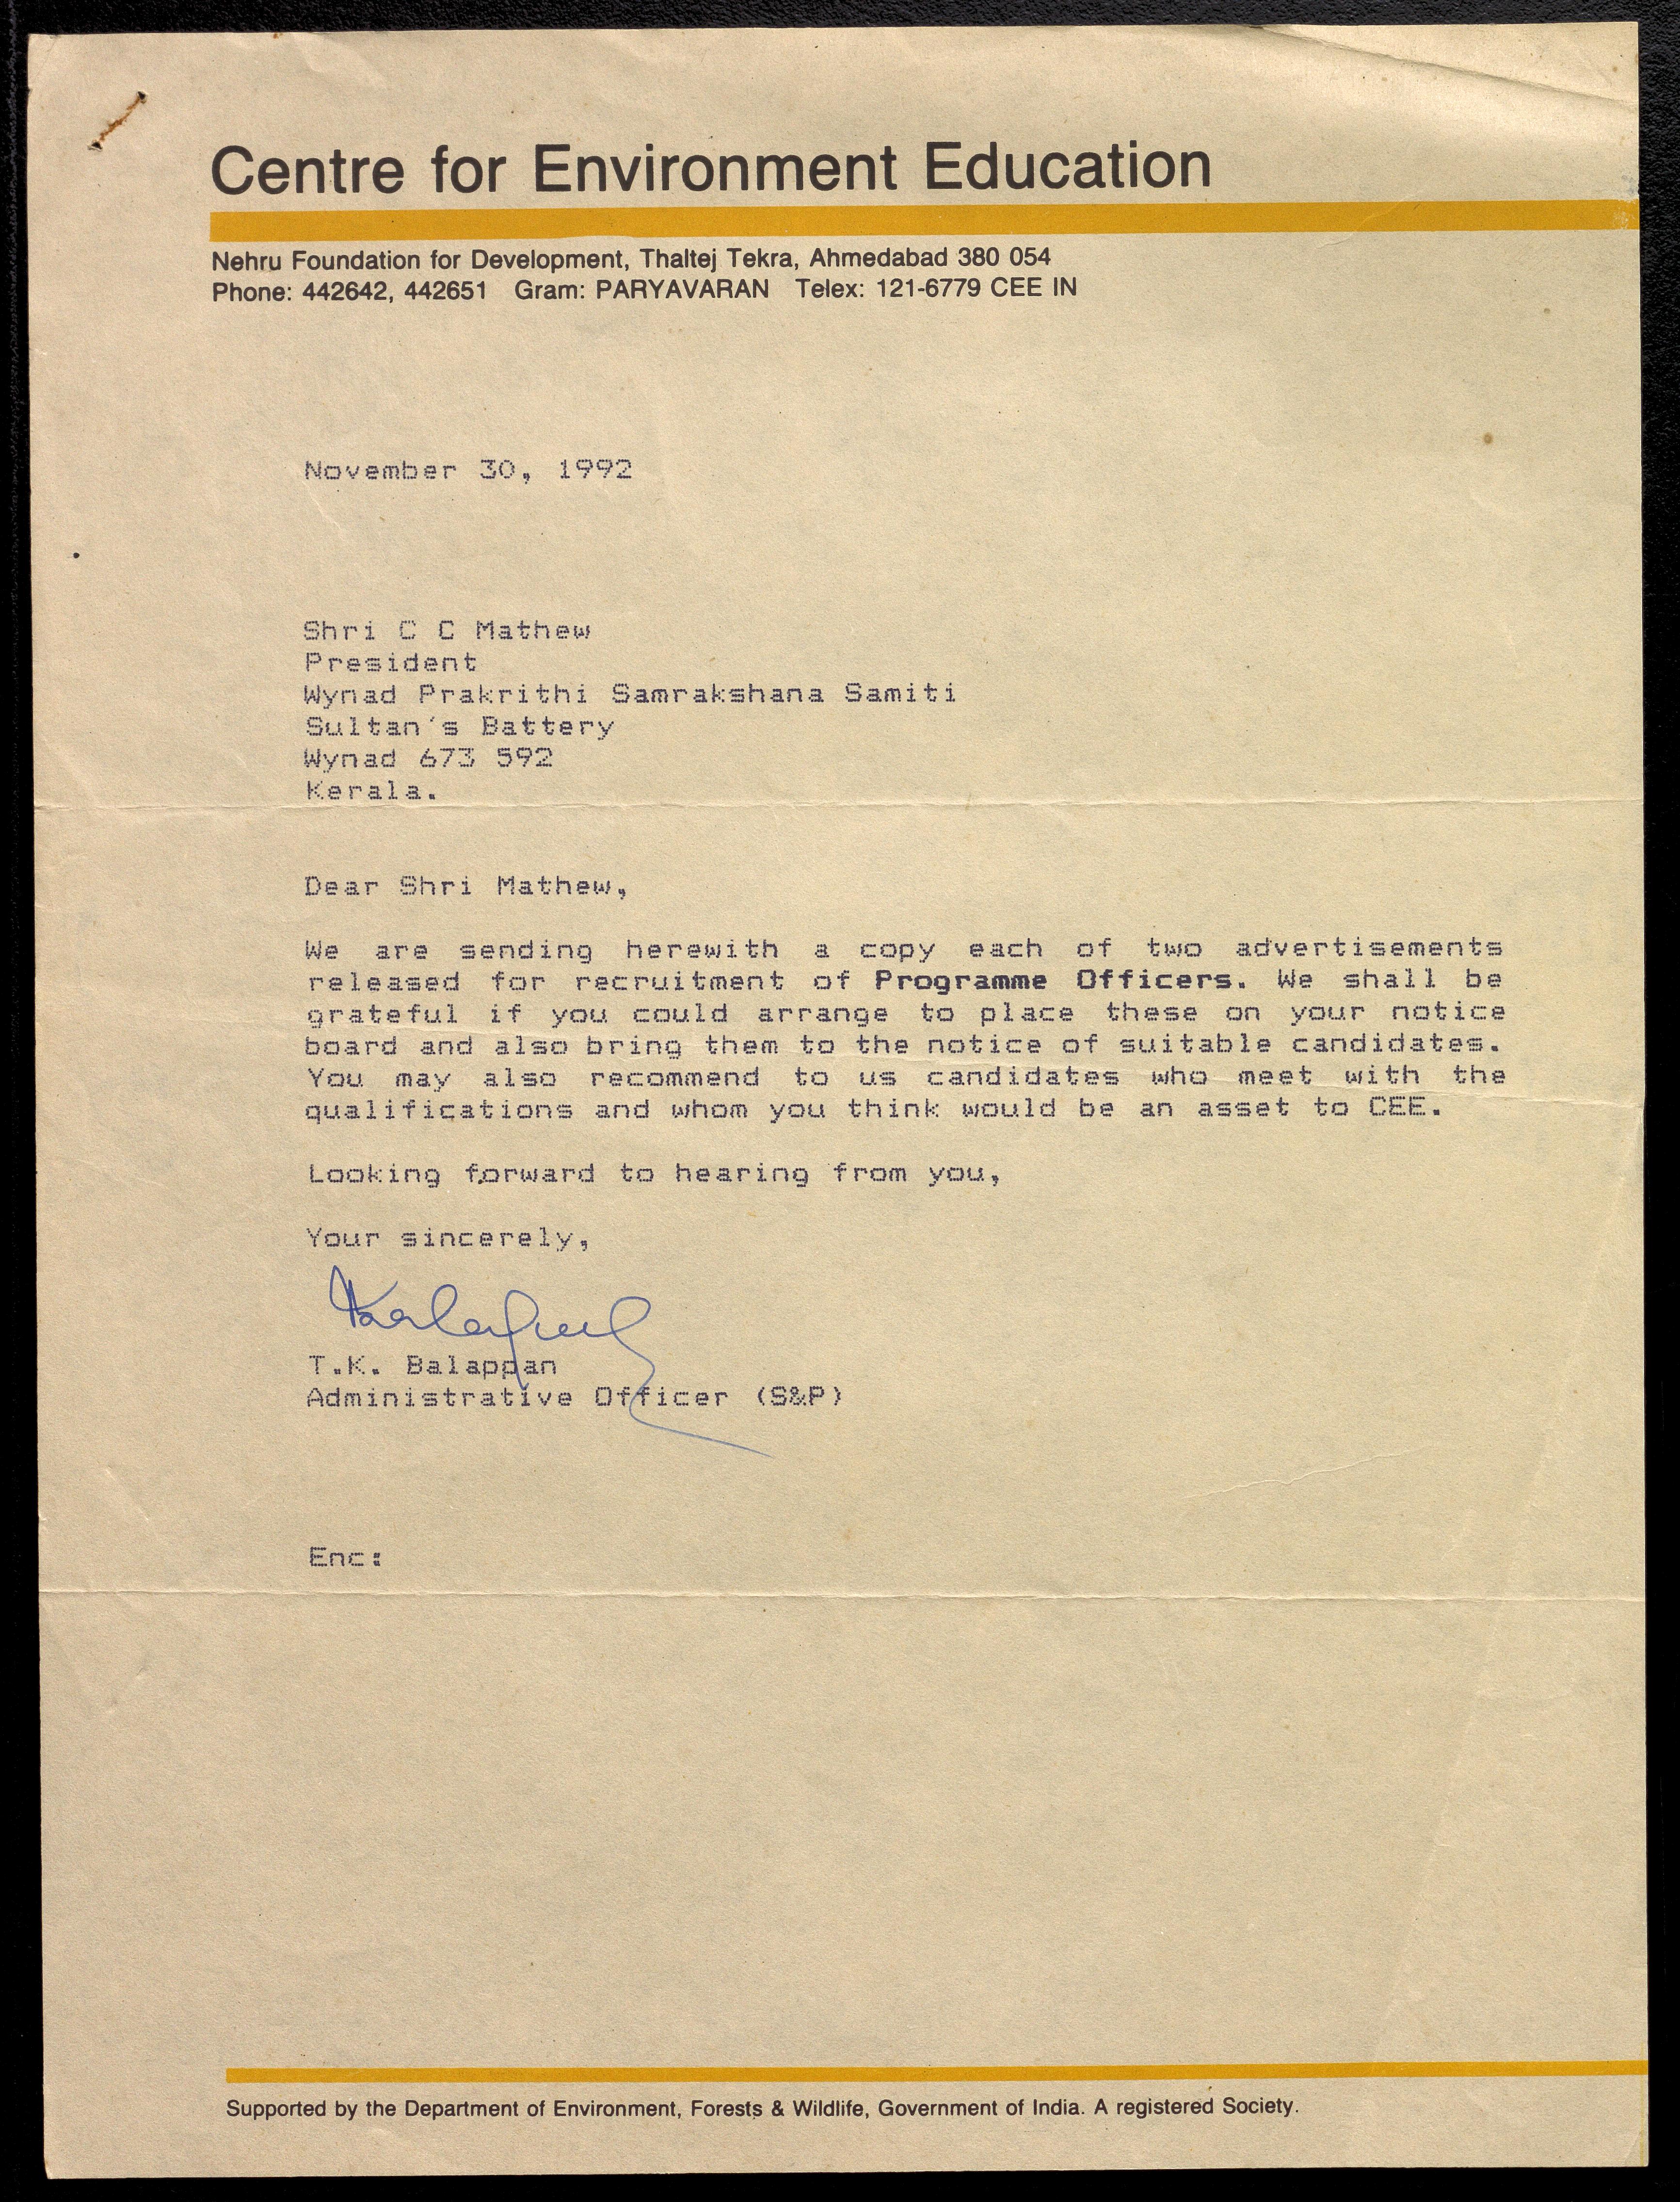 Centre for Environment Education
Nehru Foundation for Development, Thaltej Tekra, Ahmedabad 380 054
Phone: 442642, 442651 Gram: PARYAVARAN Telex: 121-6779 CEE IN
November 30, 1992
Shri C C Mathew
President
Wynad Prakrithi Samrakshana Samiti
Sultan's Battery
Wynad 673 592
Kerala.
Dear Shri Mathew,
We are sending herewith a copy each of two advertisements
released for recruitment of Programme Officers. We shall be
grateful if you could arrange to place these on your notice
board and also bring them to the notice of suitable candidates.
You may also recommend to us candidates who meet with the
qualifications and whom you think would be an asset to CEE.
Looking forward to hearing from you,
Your sincerely,
T.K. Balappan
Administrative Officer (S&P)
Enc:
Supported by the Department of Environment, Forests & Wildlife, Government of India. A registered Society.